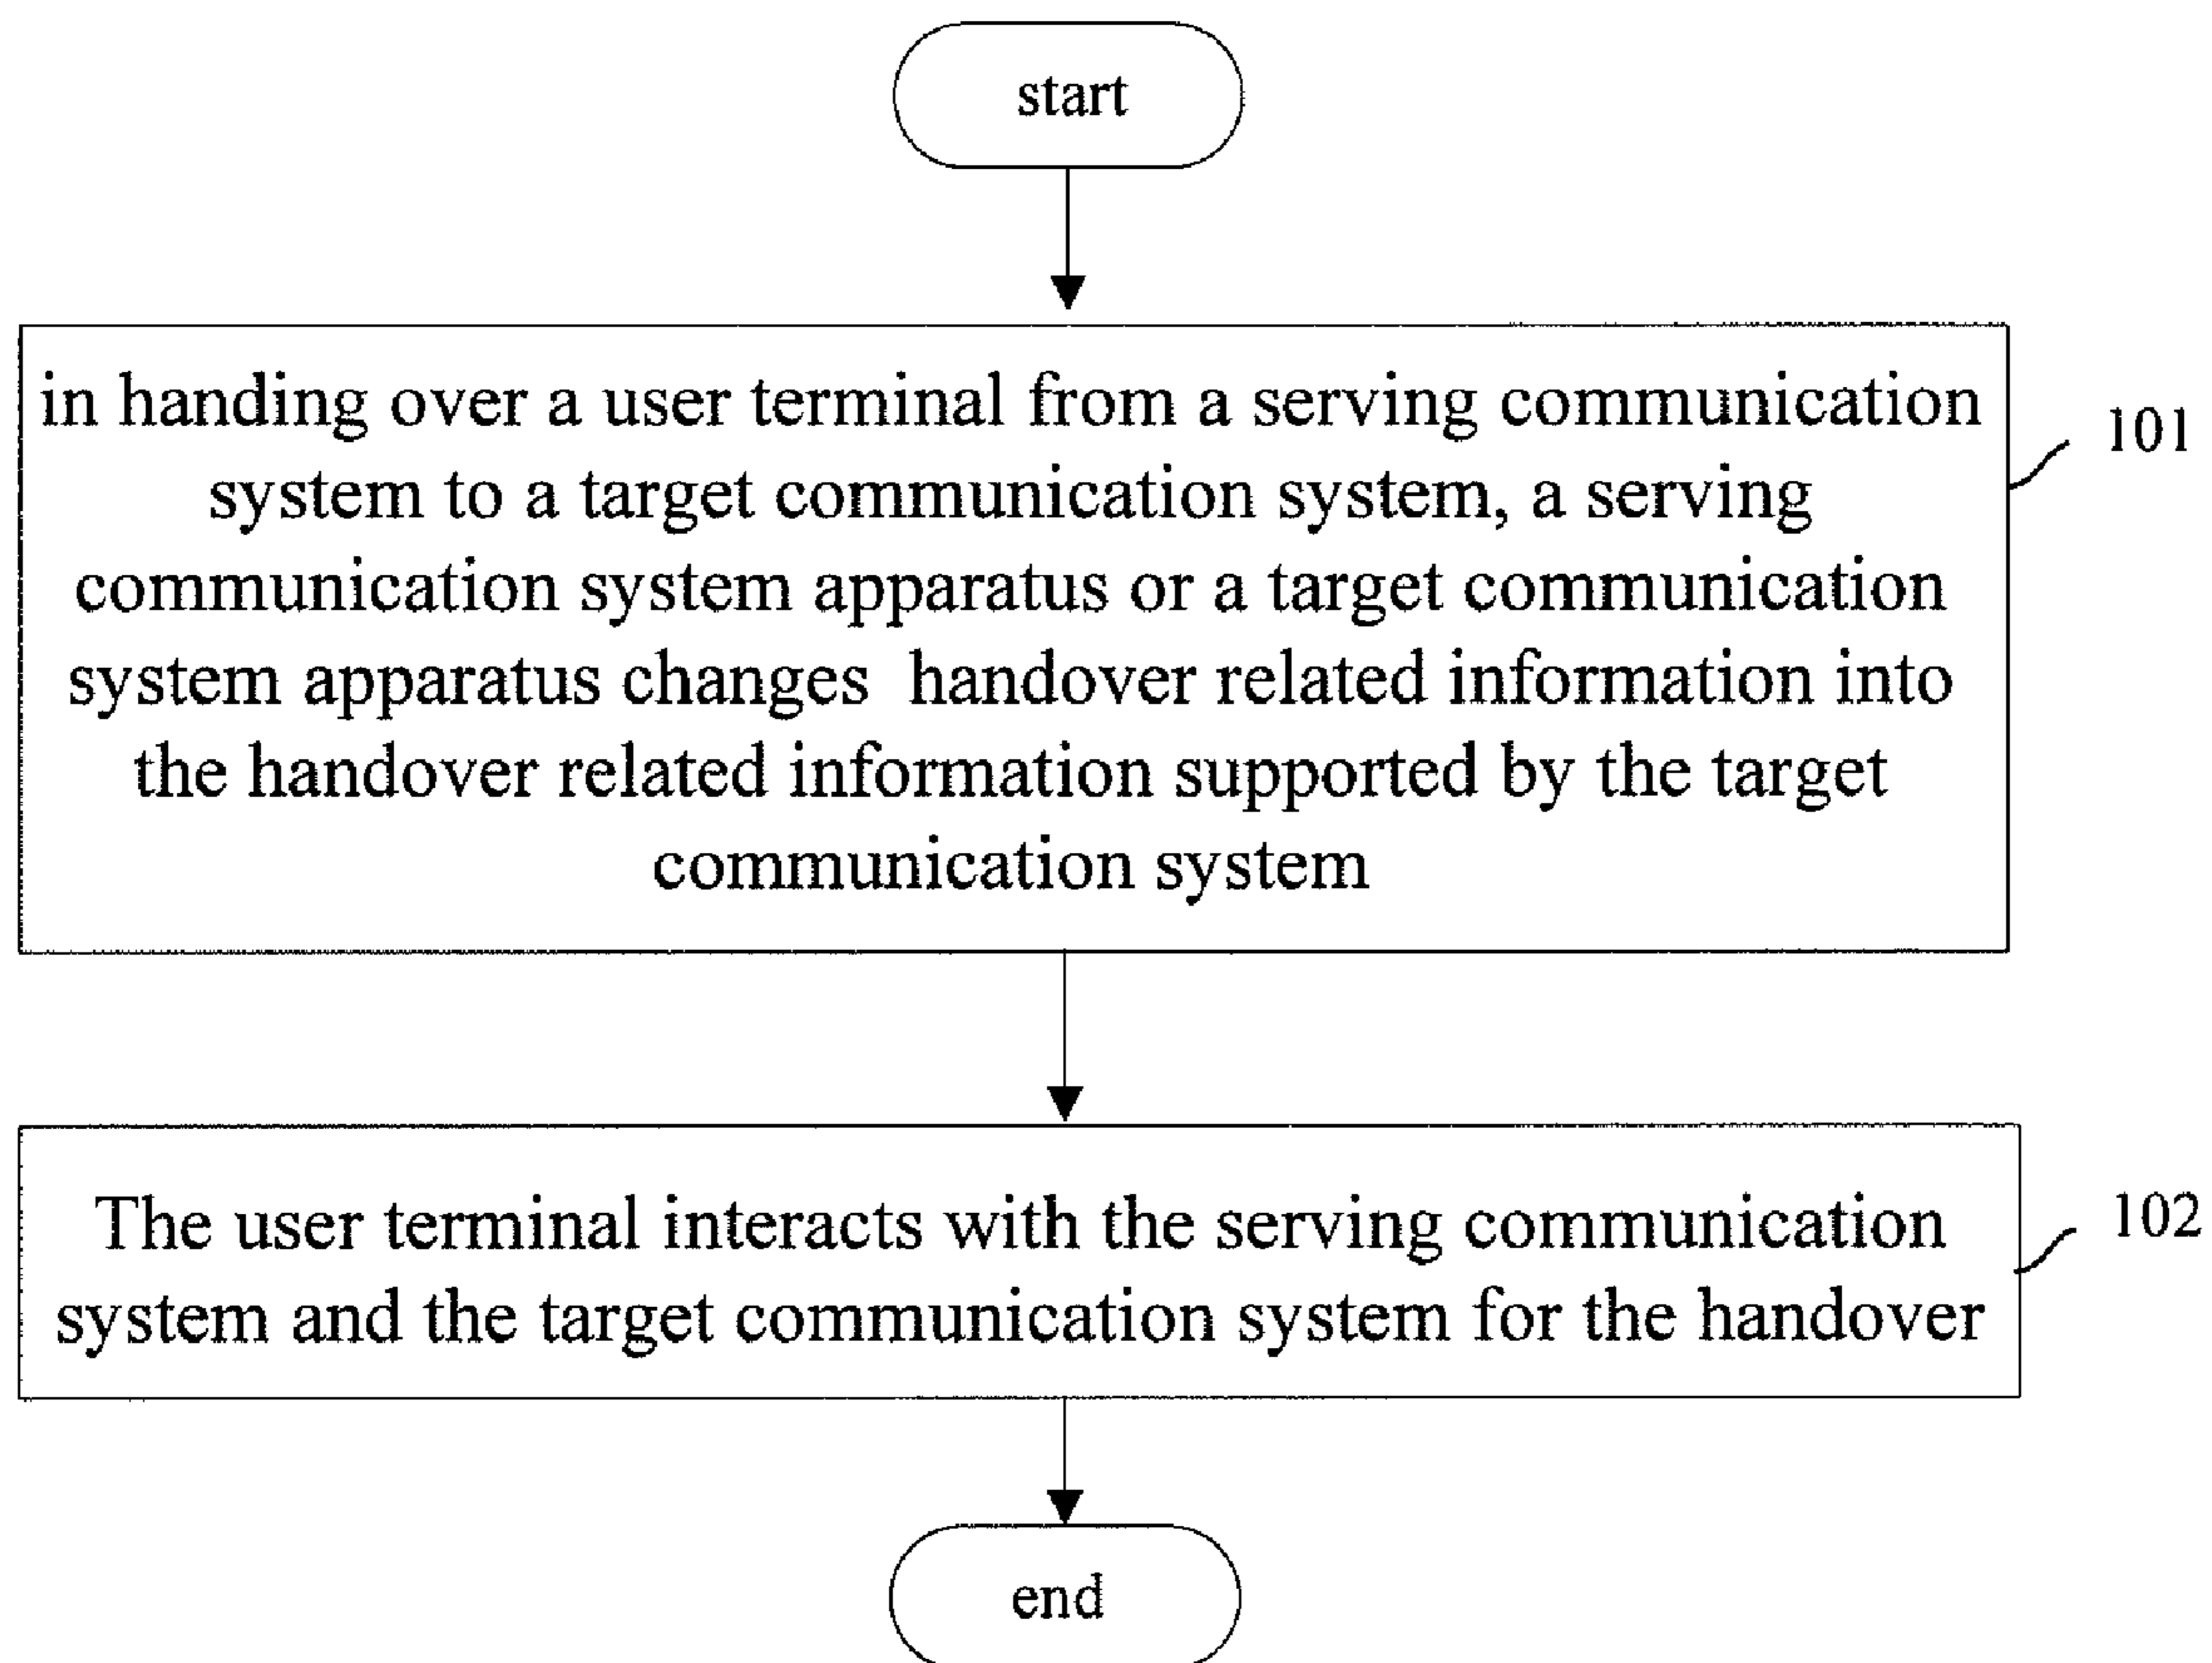 start
in handing over a user terminal from a serving communication
system to a target communication system, a serving
communication system apparatus or a target communication
system apparatus changes handover related information into
the handover related information supported by the target
communication system
101
The user terminal interacts with the serving communication
system and the target communication system for the handover
102
end